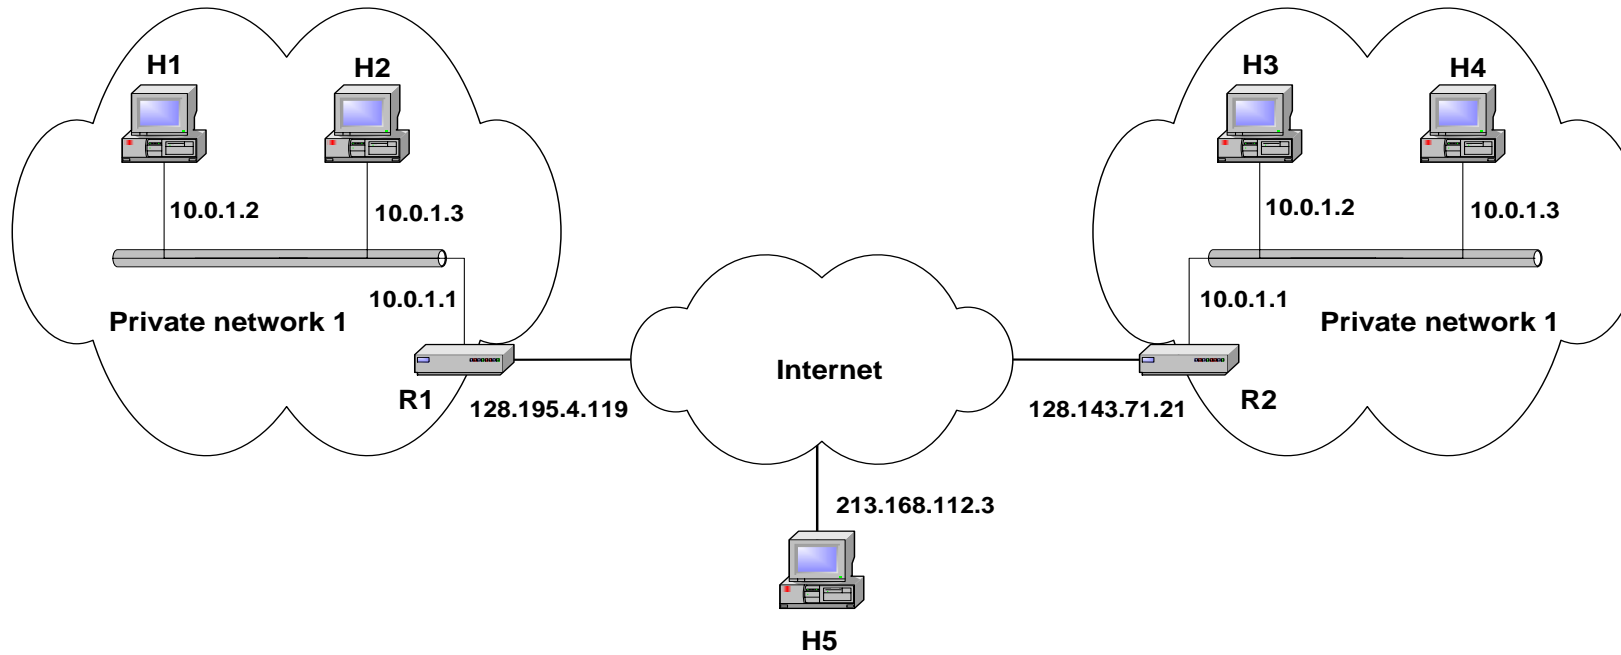 H1
H2
H3
H4
10.0.1.2
10.0.1.3
10.0.1.2
10.0.1.3
10.0.1.1
10.0.1.1
Private network 1
Private network 1
Internet
R1
R2
128.195.4.119
128.143.71.21
213.168.112.3
H5